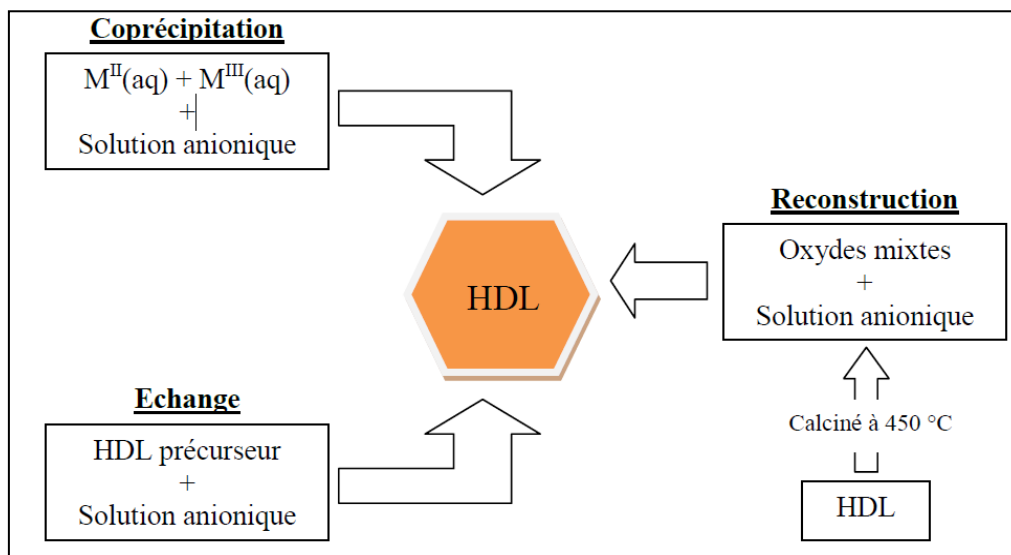 Coprécipitation
M^II(aq) + M^III(aq)
+
Solution anionique
HDL
Reconstruction
Oxydes mixtes
+
Solution anionique
Calciné à 450 °C
HDL
Echange
HDL précurseur
+
Solution anionique